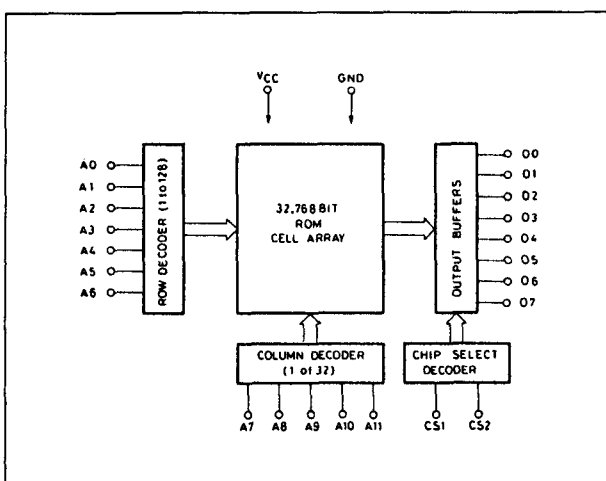 VCC GND
A0
A1
A2
A3
A4
A5
A6
ROW DECODER (1 to 128)
32,768 BIT
ROM
CELL ARRAY
OUTPUT BUFFERS
O0
O1
O2
O3
O4
O5
O6
O7
COLUMN DECODER
(1 of 32)
CHIP SELECT
DECODER
A7 A8 A9 A10 A11
CS1 CS2